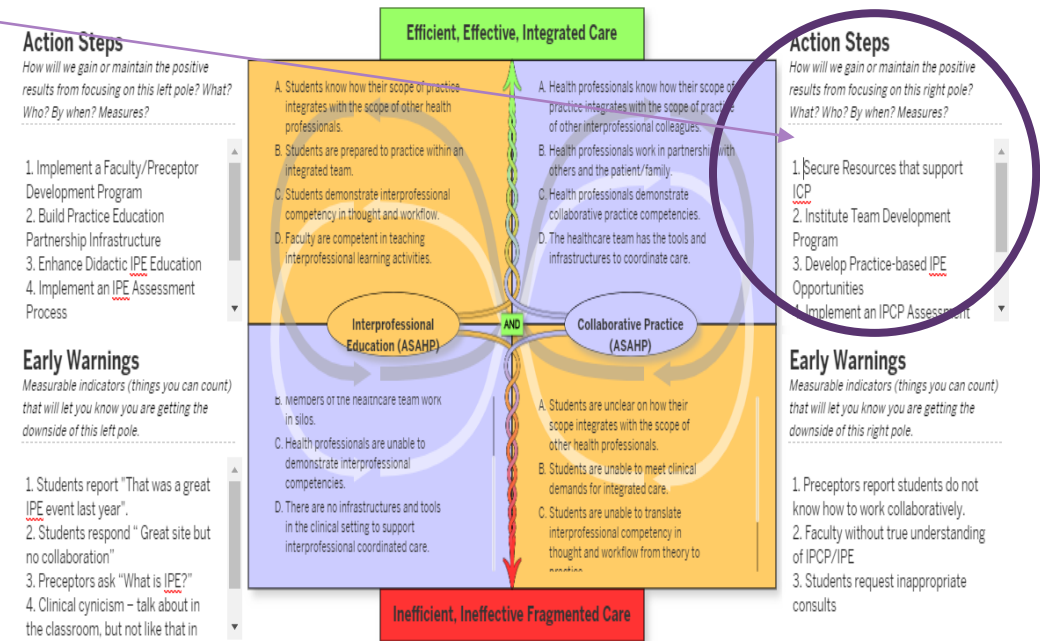 Efficient, Effective, Integrated Care
Action Steps
How will we gain or maintain the positive
results from focusing on this left pole? What?
Who? By when? Measures?
1. Implement a Faculty/Preceptor
Development Program
2. Build Practice Education
Partnership Infrastructure
3. Enhance Didactic IPE Education
4. Implement an IPE Assessment
Process
Early Warnings
Measurable indicators (things you can count)
that will let you know you are getting the
downside of this left pole.
1. Students report "That was a great
IPE event last year".
2. Students respond “ Great site but
no collaboration”
3. Preceptors ask “What is IPE?”
4. Clinical cynicism – talk about in
the classroom, but not like that in
A. Students know how their scope of practice
integrates with the scope of other health
professionals.
B. Students are prepared to practice within an
integrated team.
C. Students demonstrate interprofessional
competency in thought and workflow.
D. Faculty are competent in teaching
interprofessional learning activities.
A. Health professionals know how their scope of
practice integrates with the scope of practice
of other interprofessional colleagues.
B. Health professionals work in partnership with
others and the patient/family.
C. Health professionals demonstrate
collaborative practice competencies.
D. The healthcare team has the tools and
infrastructures to coordinate care.
Interprofessional
Education (ASAHP)
AND
Collaborative Practice
(ASAHP)
B. Members of the healthcare team work
in silos.
C. Health professionals are unable to
demonstrate interprofessional
competencies.
D. There are no infrastructures and tools
in the clinical setting to support
interprofessional coordinated care.
A. Students are unclear on how their
scope integrates with the scope of
other health professionals.
B. Students are unable to meet clinical
demands for integrated care.
C. Students are unable to translate
interprofessional competency in
thought and workflow from theory to
practice.
Inefficient, Ineffective Fragmented Care
Action Steps
How will we gain or maintain the positive
results from focusing on this right pole?
What? Who? By when? Measures?
1. Secure Resources that support
ICP
2. Institute Team Development
Program
3. Develop Practice-based IPE
Opportunities
4. Implement an IPCP Assessment
Early Warnings
Measurable indicators (things you can count)
that will let you know you are getting the
downside of this right pole.
1. Preceptors report students do not
know how to work collaboratively.
2. Faculty without true understanding
of IPCP/IPE
3. Students request inappropriate
consults